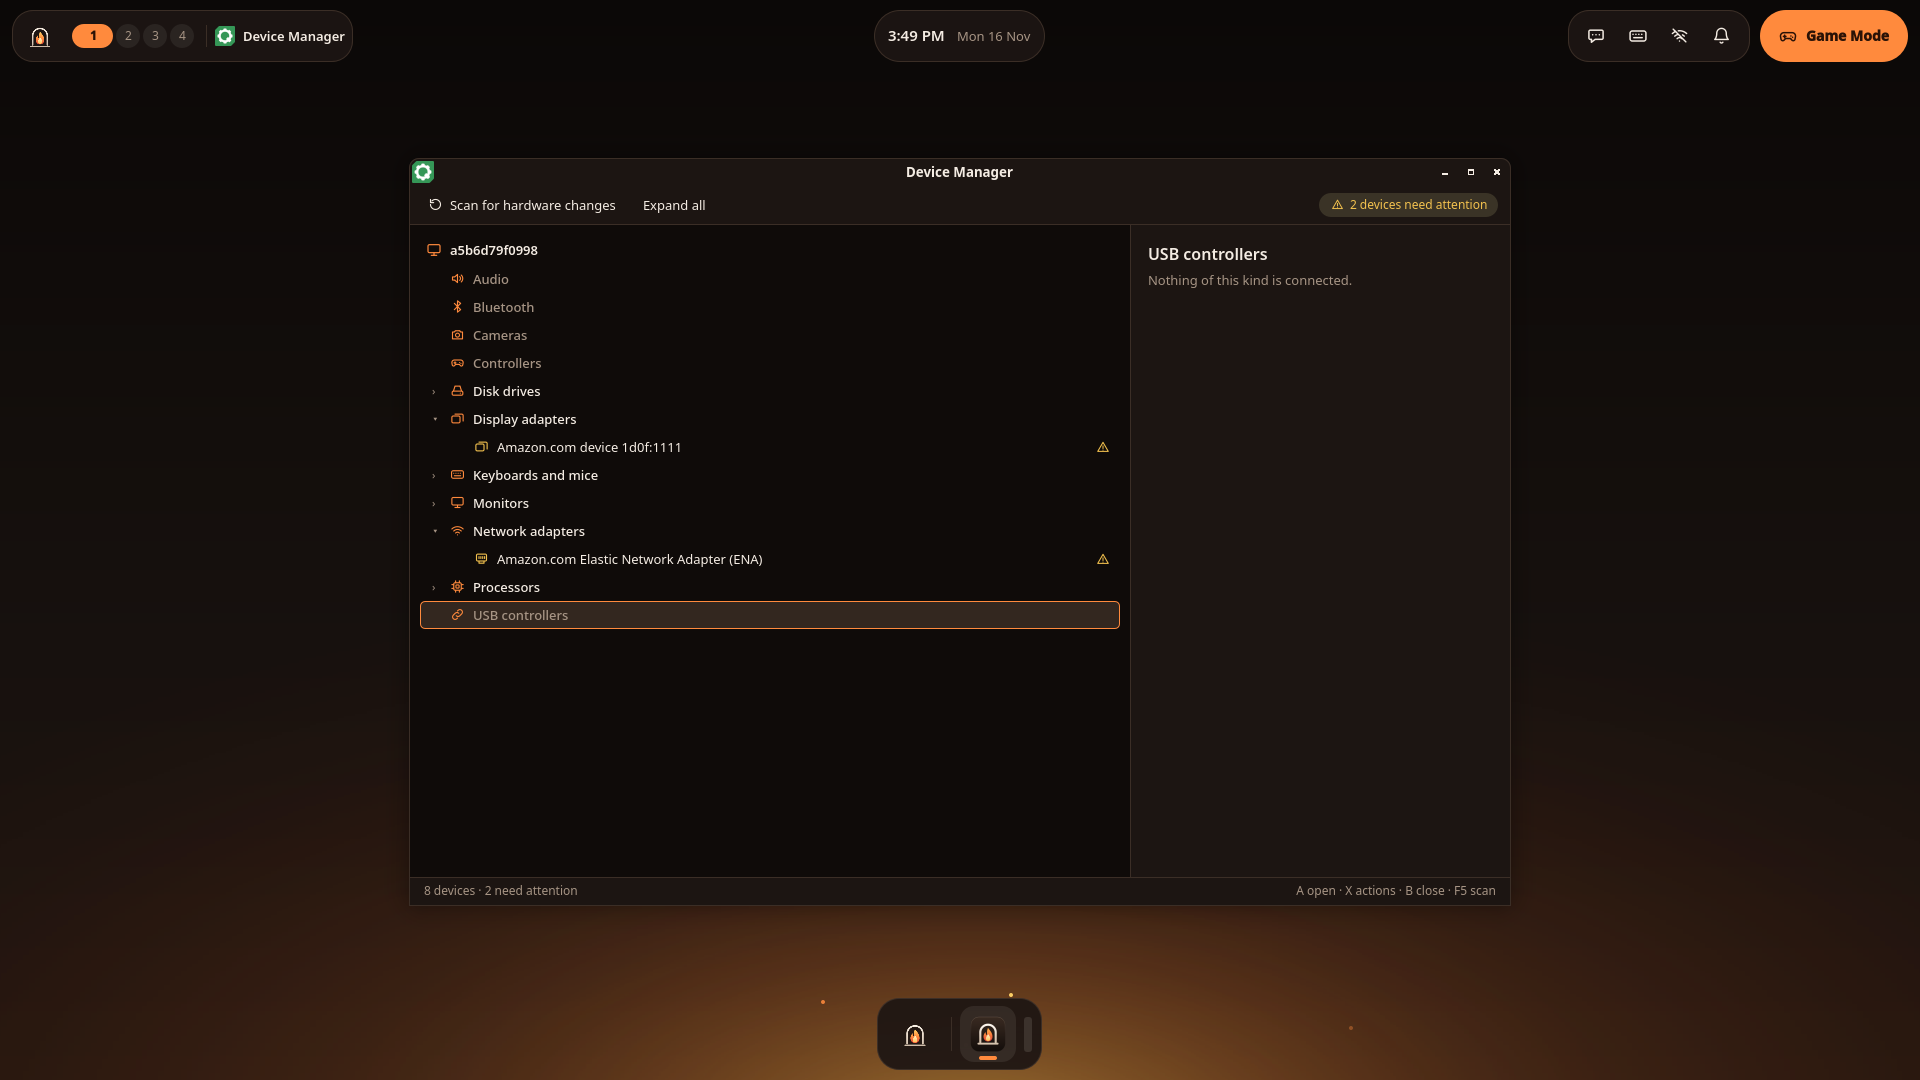 1 2 3 4 Device Manager
3:49 PM Mon 16 Nov
Game Mode
Device Manager
Scan for hardware changes Expand all
2 devices need attention
a5b6d79f0998
Audio
Bluetooth
Cameras
Controllers
Disk drives
Display adapters
Amazon.com device 1d0f:1111
Keyboards and mice
Monitors
Network adapters
Amazon.com Elastic Network Adapter (ENA)
Processors
USB controllers
USB controllers
Nothing of this kind is connected.
8 devices · 2 need attention
A open · X actions · B close · F5 scan